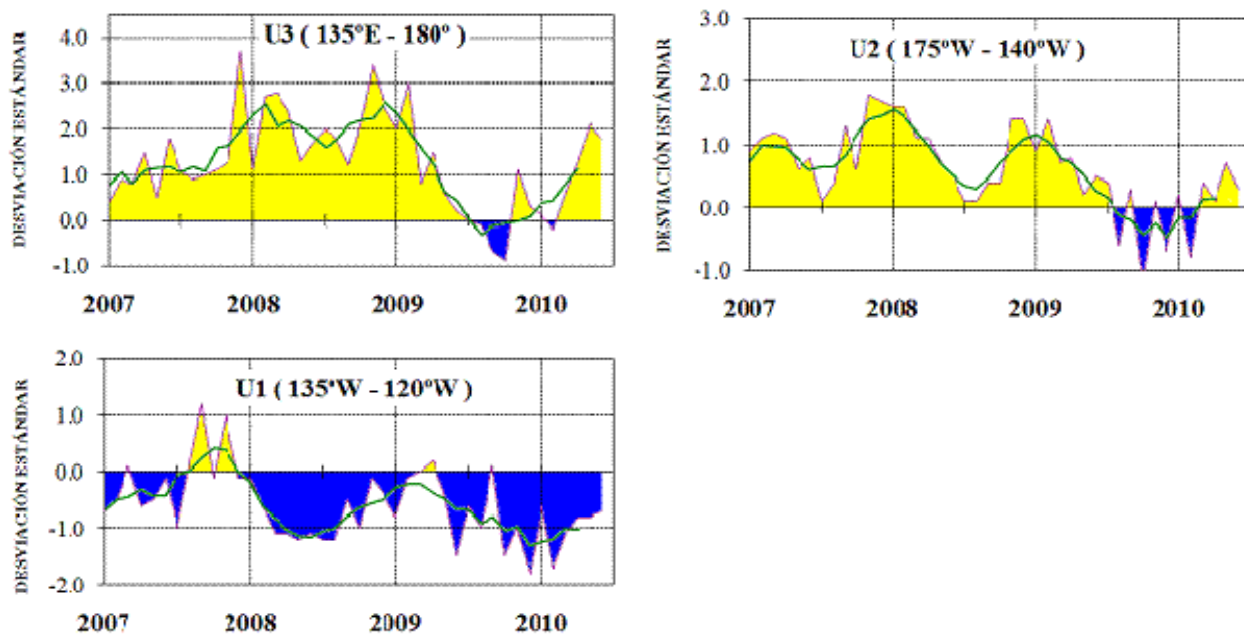 U3 ( 135ºE - 180º )
DESVIACIÓN ESTÁNDAR
4.0
3.0
2.0
1.0
0.0
-1.0
2007 2008 2009 2010
U2 ( 175ºW - 140ºW )
DESVIACIÓN ESTÁNDAR
3.0
2.0
1.0
0.0
-1.0
2007 2008 2009 2010
U1 ( 135ºW - 120ºW )
DESVIACIÓN ESTÁNDAR
2.0
1.0
0.0
-1.0
-2.0
2007 2008 2009 2010